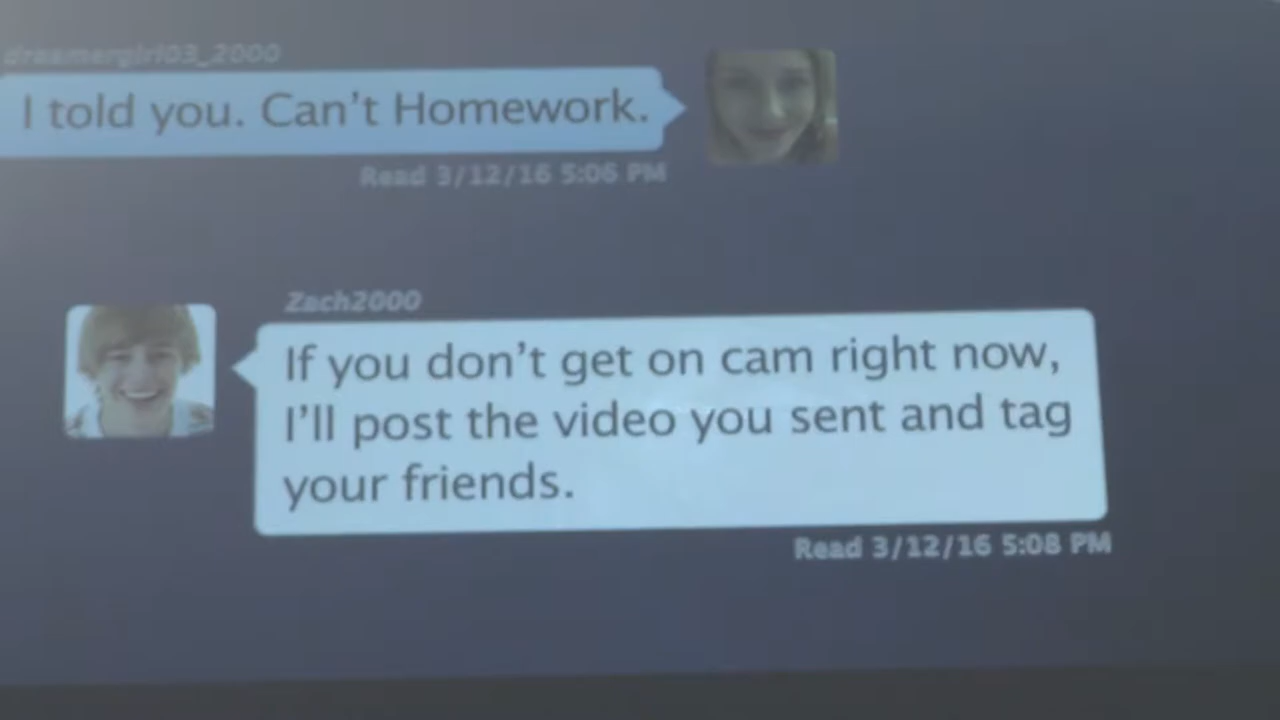 dreamergirl03_2000
I told you. Can't Homework.
Read 3/12/16 5:06 PM
Zach2000
If you don't get on cam right now,
I'll post the video you sent and tag
your friends.
Read 3/12/16 5:08 PM